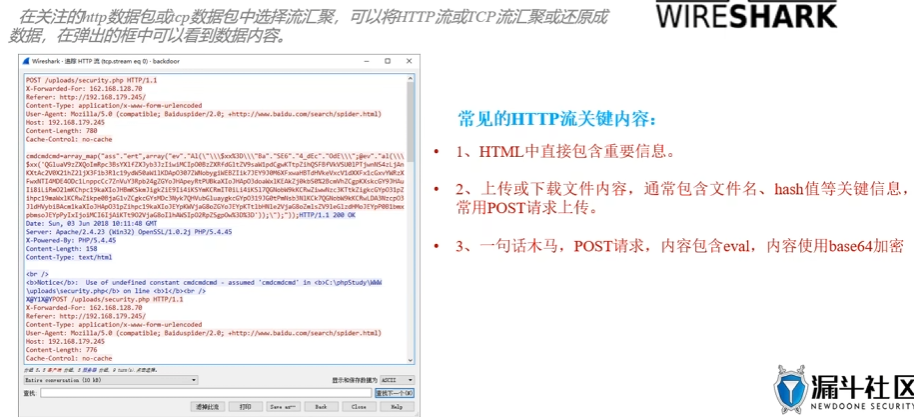 在关注的http数据包或tcp数据包中选择流汇聚，可以将HTTP流或TCP流汇聚或还原成
数据，在弹出的框中可以看到数据内容。
WIRESHARK
Wireshark · 追踪 HTTP 流 (tcp.stream eq 0) · backdoor
POST /uploads/security.php HTTP/1.1
X-Forwarded-For: 162.168.128.70
Referer: http://192.168.179.245/
Content-Type: application/x-www-form-urlencoded
User-Agent: Mozilla/5.0 (compatible; Baiduspider/2.0; +http://www.baidu.com/search/spider.html)
Host: 192.168.179.245
Content-Length: 780
Cache-Control: no-cache
HTTP/1.1 200 OK
Date: Sun, 03 Jun 2018 10:11:48 GMT
Server: Apache/2.4.23 (Win32) OpenSSL/1.0.2j PHP/5.4.45
X-Powered-By: PHP/5.4.45
Content-Length: 158
Content-Type: text/html
<br />
<b>Notice</b>:  Use of undefined constant cmdcmdcmd - assumed 'cmdcmdcmd' in <b>C:\phpStudy\WWW
\uploads\security.php</b> on line <b>1</b><br />
X@Y1X@YPOST /uploads/security.php HTTP/1.1
X-Forwarded-For: 162.168.128.70
Referer: http://192.168.179.245/
Content-Type: application/x-www-form-urlencoded
User-Agent: Mozilla/5.0 (compatible; Baiduspider/2.0; +http://www.baidu.com/search/spider.html)
Host: 192.168.179.245
Content-Length: 776
Cache-Control: no-cache
Entire conversation (10 kB)
显示和保存数据为 ASCII
查找:
查找下一个(N)
滤掉此流
打印
Save as…
Back
Close
Help
常见的HTTP流关键内容：
• 1、HTML中直接包含重要信息。
• 2、上传或下载文件内容，通常包含文件名、hash值等关键信息，
常用POST请求上传。
• 3、一句话木马，POST请求，内容包含eval，内容使用base64加密
漏斗社区
NEWDOONE SECURITY